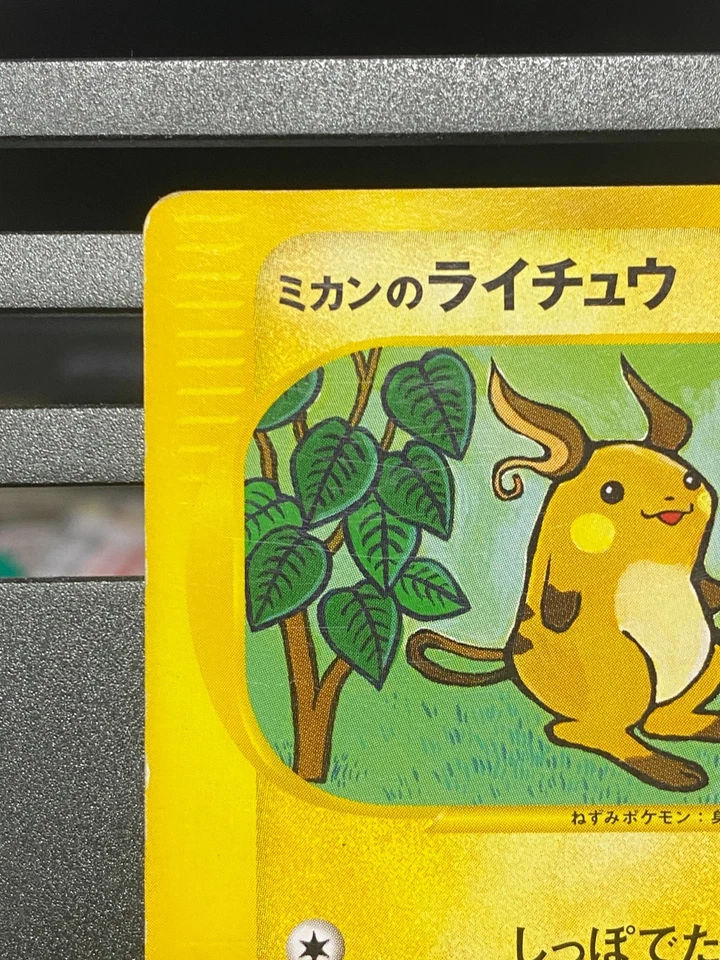 ミカンのライチュウ
ねずみポケモン：身
しっぽでた